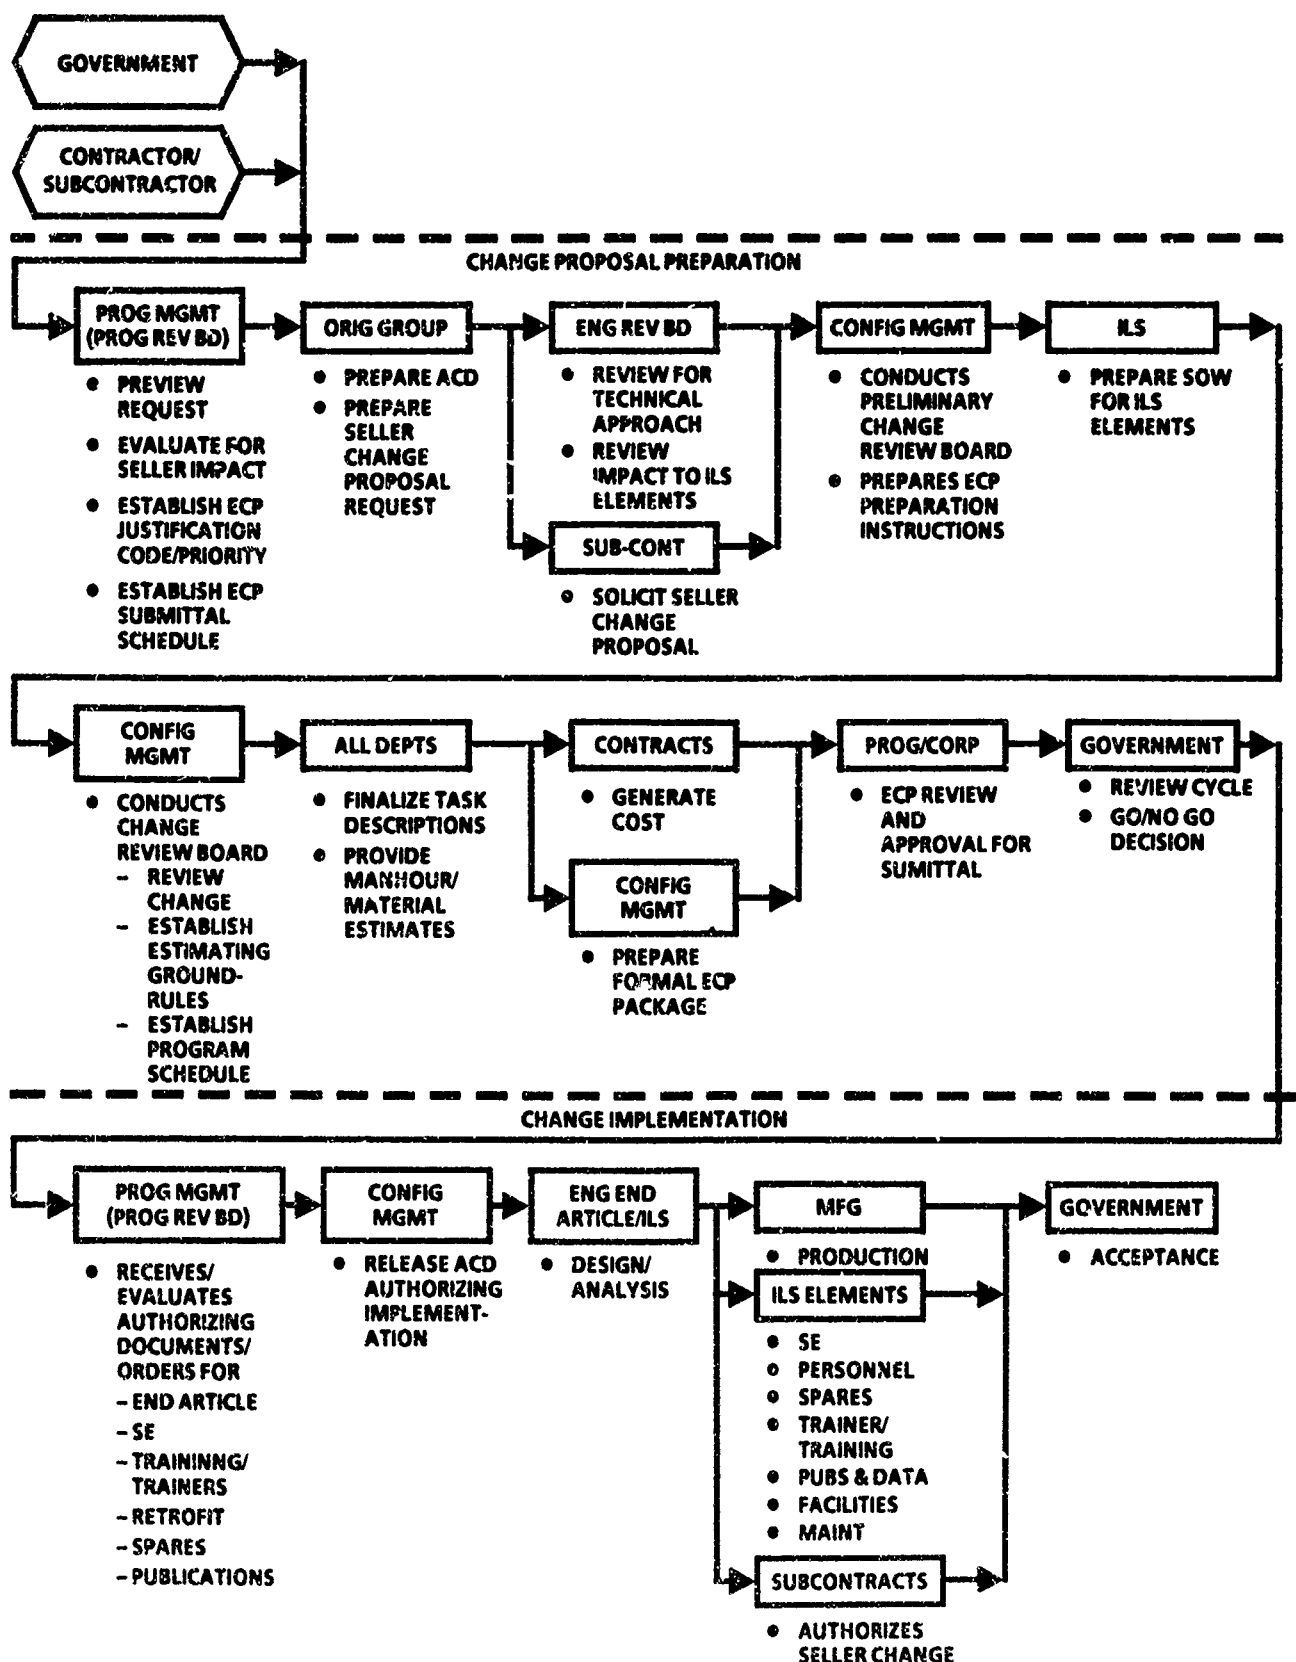 GOVERNMENT
CONTRACTOR/
SUBCONTRACTOR
CHANGE PROPOSAL PREPARATION
PROG MGMT
(PROG REV BD)
● PREVIEW
REQUEST
● EVALUATE FOR
SELLER IMPACT
● ESTABLISH ECP
JUSTIFICATION
CODE/PRIORITY
● ESTABLISH ECP
SUBMITTAL
SCHEDULE
ORIG GROUP
● PREPARE ACD
● PREPARE
SELLER
CHANGE
PROPOSAL
REQUEST
ENG REV BD
● REVIEW FOR
TECHNICAL
APPROACH
● REVIEW
IMPACT TO ILS
ELEMENTS
SUB-CONT
● SOLICIT SELLER
CHANGE
PROPOSAL
CONFIG MGMT
● CONDUCTS
PRELIMINARY
CHANGE
REVIEW BOARD
● PREPARES ECP
PREPARATION
INSTRUCTIONS
ILS
● PREPARE SOW
FOR ILS
ELEMENTS
CONFIG
MGMT
● CONDUCTS
CHANGE
REVIEW BOARD
– REVIEW
CHANGE
– ESTABLISH
ESTIMATING
GROUND-
RULES
– ESTABLISH
PROGRAM
SCHEDULE
ALL DEPTS
● FINALIZE TASK
DESCRIPTIONS
● PROVIDE
MANHOUR/
MATERIAL
ESTIMATES
CONTRACTS
● GENERATE
COST
CONFIG
MGMT
● PREPARE
FORMAL ECP
PACKAGE
PROG/CORP
● ECP REVIEW
AND
APPROVAL FOR
SUMITTAL
GOVERNMENT
● REVIEW CYCLE
● GO/NO GO
DECISION
CHANGE IMPLEMENTATION
PROG MGMT
(PROG REV BD)
● RECEIVES/
EVALUATES
AUTHORIZING
DOCUMENTS/
ORDERS FOR
– END ARTICLE
– SE
– TRAININNG/
TRAINERS
– RETROFIT
– SPARES
– PUBLICATIONS
CONFIG
MGMT
● RELEASE ACD
AUTHORIZING
IMPLEMENT-
ATION
ENG END
ARTICLE/ILS
● DESIGN/
ANALYSIS
MFG
● PRODUCTION
ILS ELEMENTS
● SE
● PERSONNEL
● SPARES
● TRAINER/
TRAINING
● PUBS & DATA
● FACILITIES
● MAINT
SUBCONTRACTS
● AUTHORIZES
SELLER CHANGE
GOVERNMENT
● ACCEPTANCE